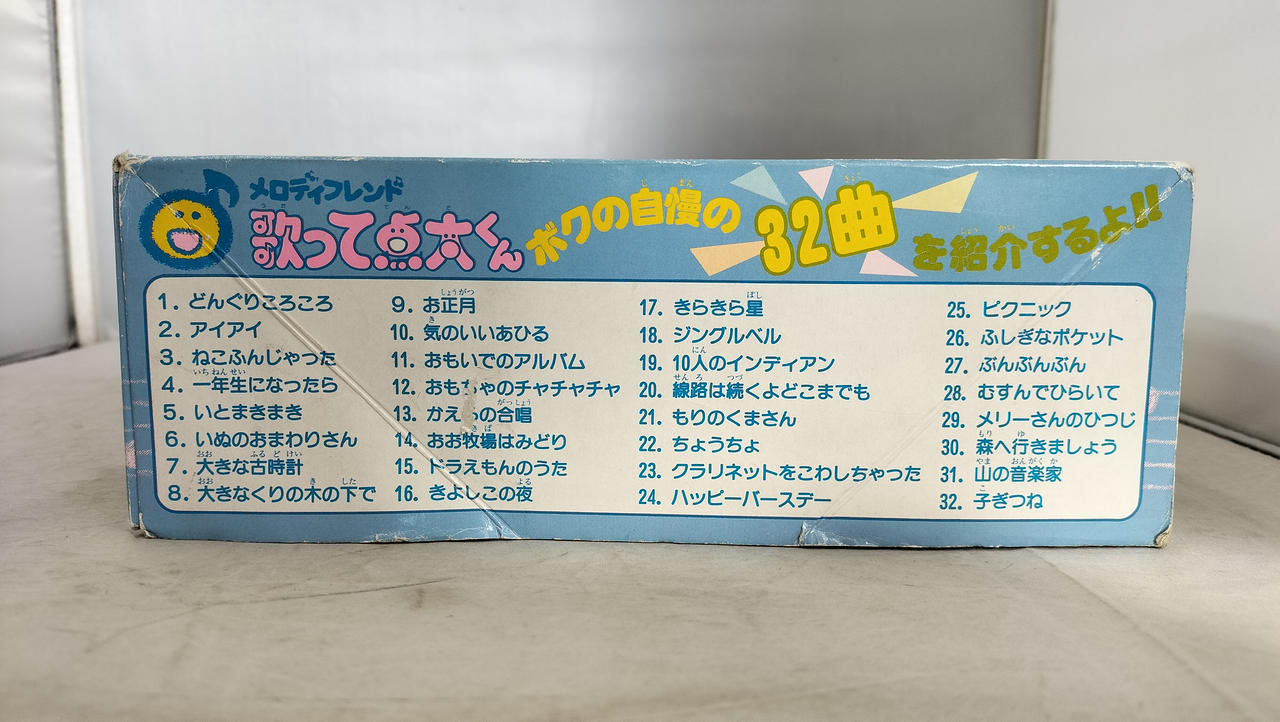 メロディフレンド
歌って点太くん
ボクの自慢の32曲を紹介するよ!!
1. どんぐりころころ
2. アイアイ
3. ねこふんじゃった
4. 一年生になったら
5. いとまきまき
6. いぬのおまわりさん
7. 大きな古時計
8. 大きなくりの木の下で
9. お正月
10. 気のいいあひる
11. おもいでのアルバム
12. おもちゃのチャチャチャ
13. かえるの合唱
14. おお牧場はみどり
15. ドラえもんのうた
16. きよしこの夜
17. きらきら星
18. ジングルベル
19. 10人のインディアン
20. 線路は続くよどこまでも
21. もりのくまさん
22. ちょうちょ
23. クラリネットをこわしちゃった
24. ハッピーバースデー
25. ピクニック
26. ふしぎなポケット
27. ぶんぶんぶん
28. むすんでひらいて
29. メリーさんのひつじ
30. 森へ行きましょう
31. 山の音楽家
32. 子ぎつね